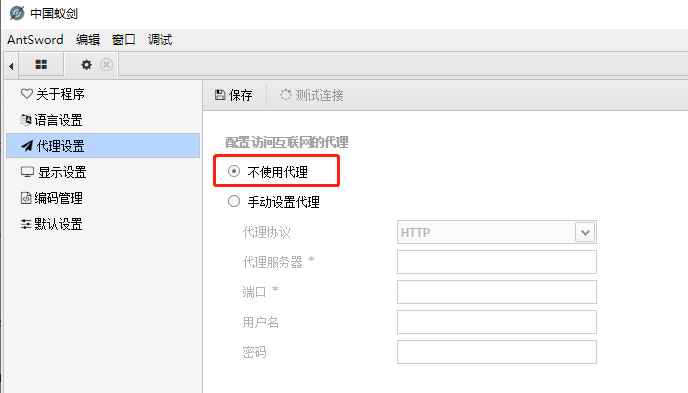 中国蚁剑
AntSword 编辑 窗口 调试
关于程序
语言设置
代理设置
显示设置
编码管理
默认设置
保存 测试连接
配置访问互联网的代理
不使用代理
手动设置代理
代理协议 HTTP
代理服务器 *
端口 *
用户名
密码